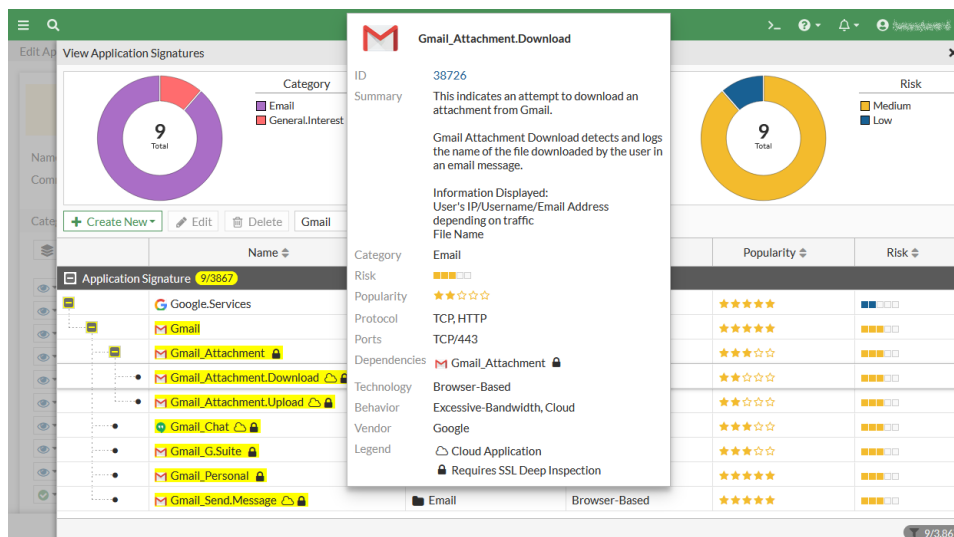 Edit Ap
View Application Signatures
Category
Email
General.Interest
9
Total
9
Total
Risk
Medium
Low
Nam
Com
Cate
Create New
Edit
Delete
Gmail
Name
Popularity
Risk
Application Signature 9/3867
Google.Services
Gmail
Gmail_Attachment
Gmail_Attachment.Download
Gmail_Attachment.Upload
Gmail_Chat
Gmail_G.Suite
Gmail_Personal
Gmail_Send.Message Email Browser-Based
Gmail_Attachment.Download
ID 38726
Summary This indicates an attempt to download an
attachment from Gmail.
Gmail Attachment Download detects and logs
the name of the file downloaded by the user in
an email message.
Information Displayed:
User's IP/Username/Email Address
depending on traffic
File Name
Category Email
Risk
Popularity
Protocol TCP, HTTP
Ports TCP/443
Dependencies Gmail_Attachment
Technology Browser-Based
Behavior Excessive-Bandwidth, Cloud
Vendor Google
Legend Cloud Application
Requires SSL Deep Inspection